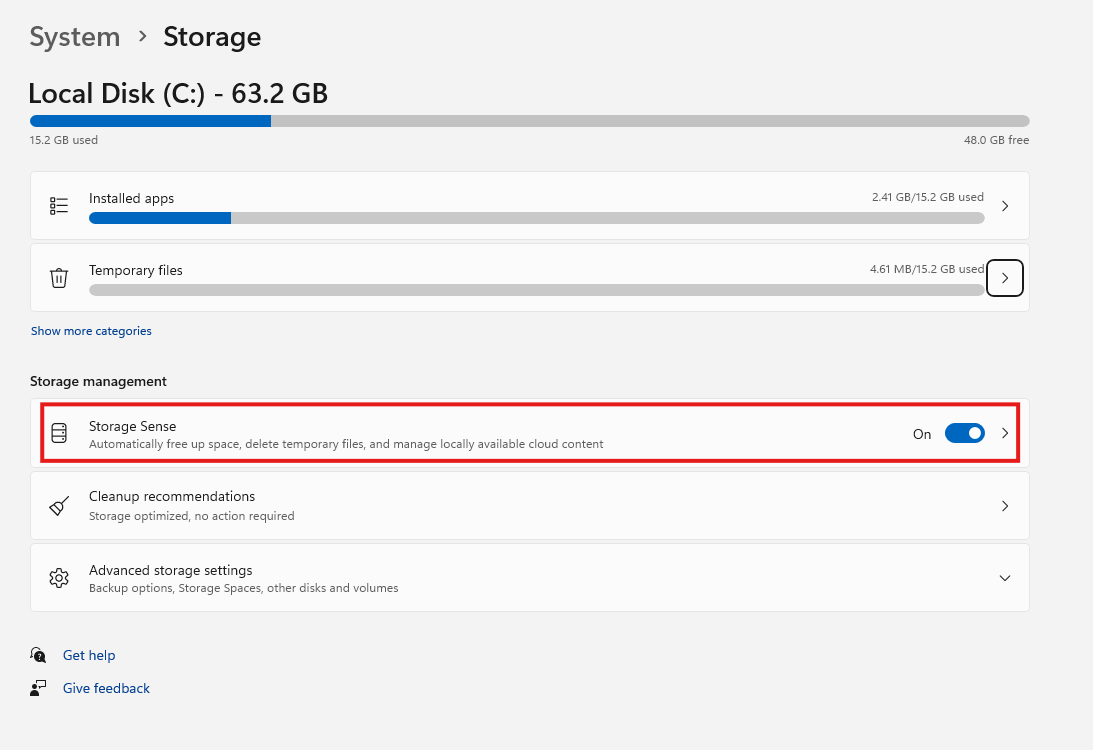 System > Storage
Local Disk (C:) - 63.2 GB
15.2 GB used 48.0 GB free
Installed apps 2.41 GB/15.2 GB used
Temporary files 4.61 MB/15.2 GB used
Show more categories
Storage management
Storage Sense
Automatically free up space, delete temporary files, and manage locally available cloud content
On
Cleanup recommendations
Storage optimized, no action required
Advanced storage settings
Backup options, Storage Spaces, other disks and volumes
Get help
Give feedback